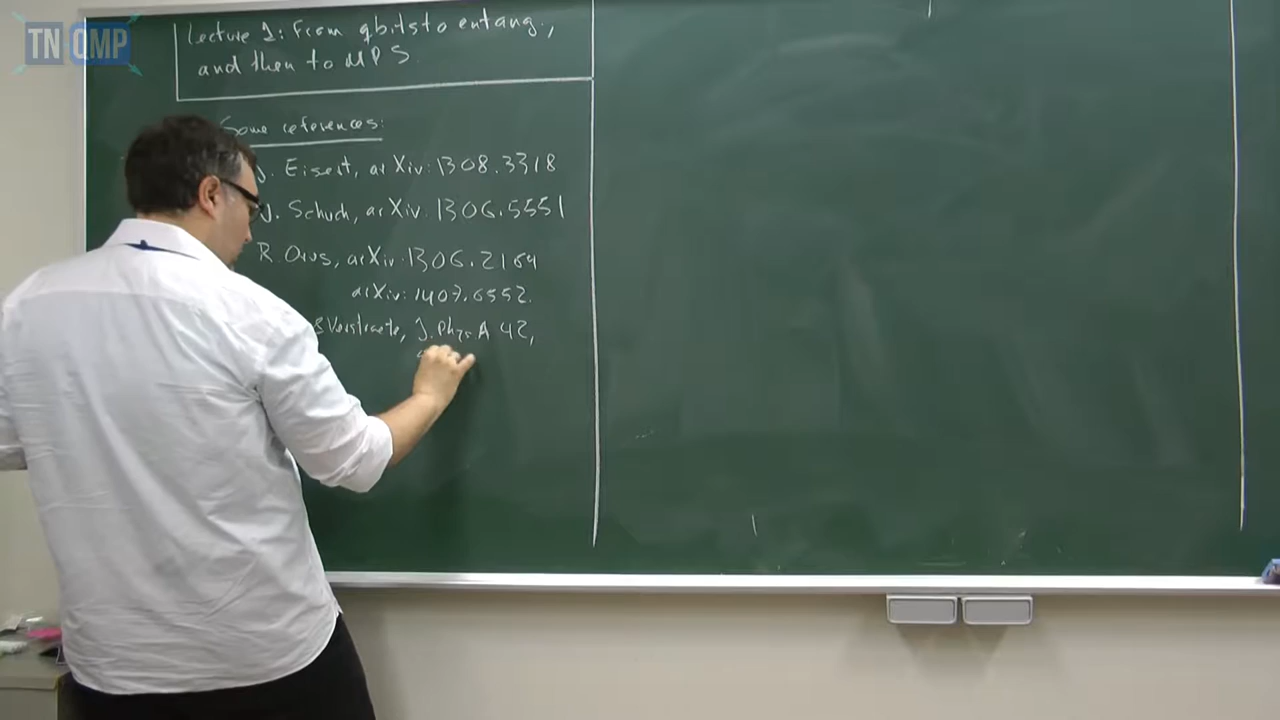 TN QMP
Lecture 1: From qbits to entang.,
and then to MPS
Some references:
J. Eisert, arXiv: 1308.3318
J. Schuch, arXiv: 1306.5551
R. Orus, arXiv: 1306.2164
arXiv: 1407.6552.
& Verstraete, J. Phys. A 42,